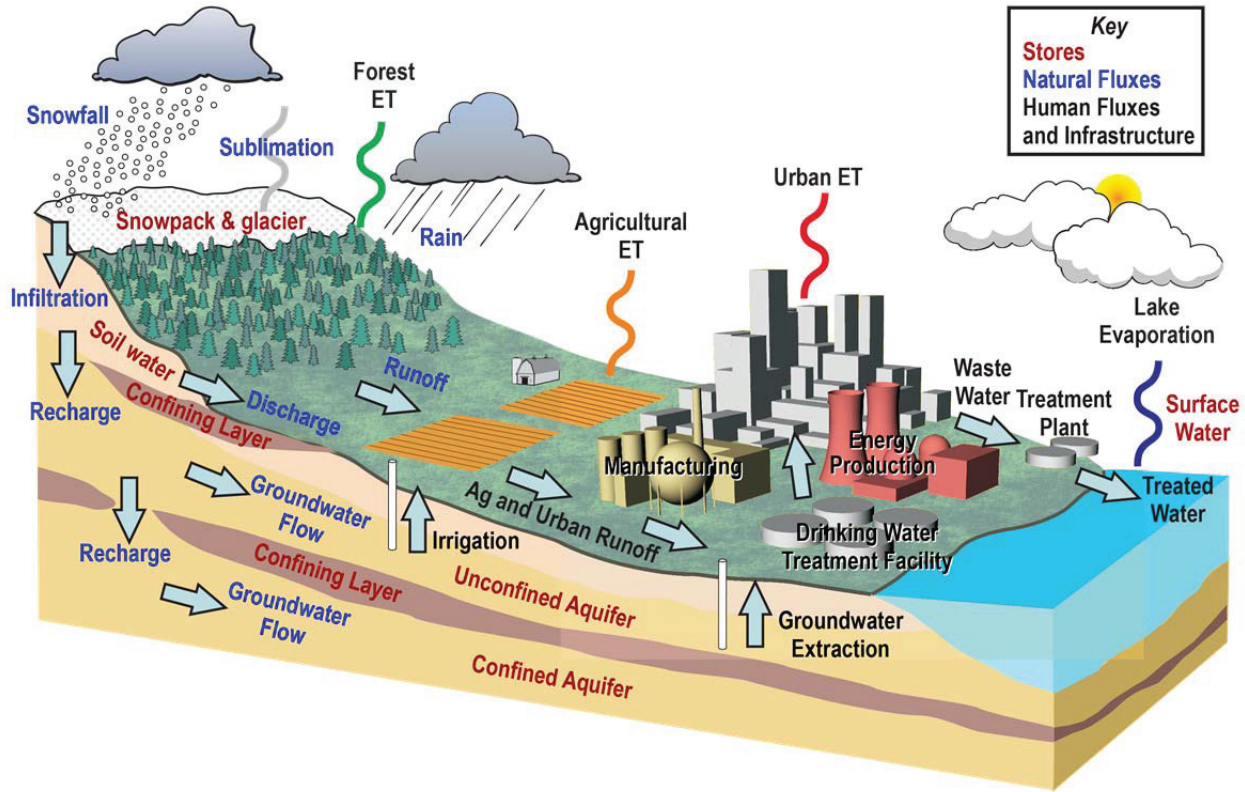 Key
Stores
Natural Fluxes
Human Fluxes
and Infrastructure
Snowfall
Sublimation
Forest
ET
Snowpack & glacier
Rain
Agricultural
ET
Urban ET
Lake
Evaporation
Infiltration
Soil water
Recharge
Confining Layer
Discharge
Runoff
Waste
Water
Treatment
Plant
Surface
Water
Manufacturing
Energy
Production
Treated
Water
Groundwater
Flow
Irrigation
Ag and Urban Runoff
Drinking Water
Treatment Facility
Recharge
Confining Layer
Unconfined Aquifer
Groundwater
Flow
Groundwater
Extraction
Confined Aquifer